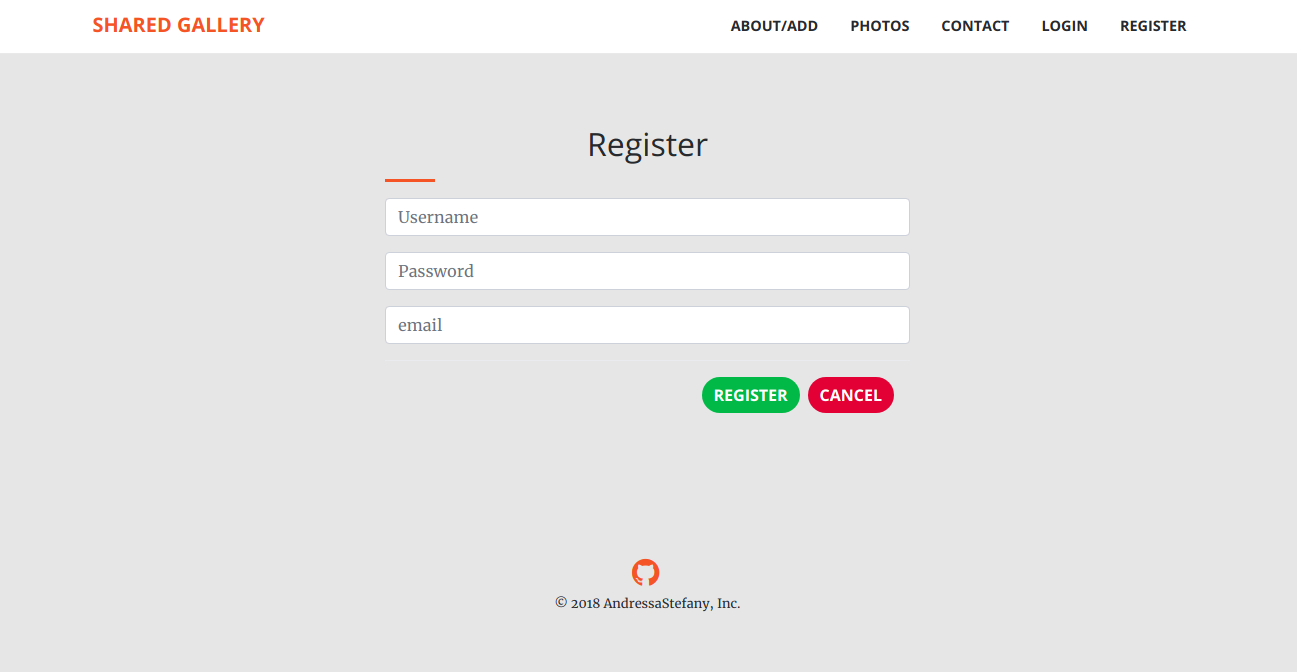 SHARED GALLERY ABOUT/ADD PHOTOS CONTACT LOGIN REGISTER
Register
Username
Password
email
REGISTER CANCEL
© 2018 AndressaStefany, Inc.